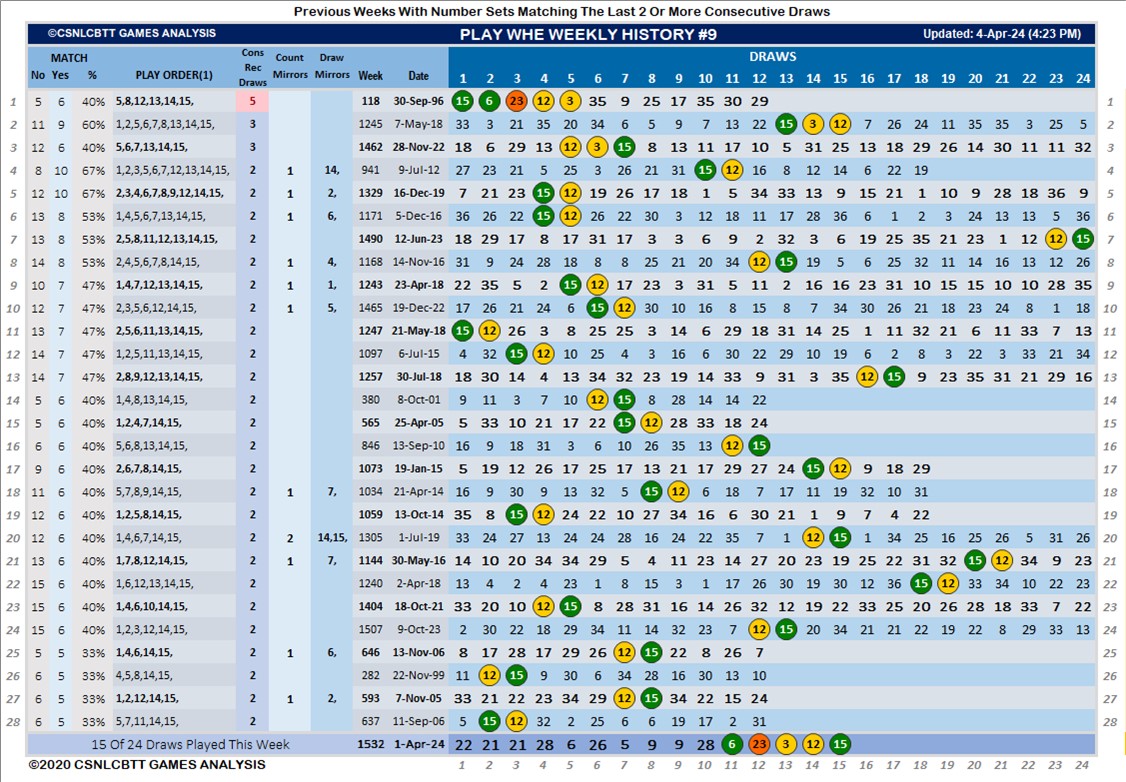 Previous Weeks With Number Sets Matching The Last 2 Or More Consecutive Draws
©CSNLCBTT GAMES ANALYSIS PLAY WHE WEEKLY HISTORY #9 Updated: 4-Apr-24 (4:23 PM)
MATCH Cons Rec Draws Count Mirrors Draw Mirrors DRAWS
No Yes % PLAY ORDER(1) Week Date 1 2 3 4 5 6 7 8 9 10 11 12 13 14 15 16 17 18 19 20 21 22 23 24
1 5 6 40% 5,8,12,13,14,15, 5 118 30-Sep-96 15 6 23 12 3 35 9 25 17 35 30 29 1
2 11 9 60% 1,2,5,6,7,8,13,14,15, 3 1245 7-May-18 33 3 21 35 20 34 6 5 9 7 13 22 15 3 12 7 26 24 11 35 35 3 25 5 2
3 12 6 40% 5,6,7,13,14,15, 3 1462 28-Nov-22 18 6 29 13 12 3 15 8 13 11 17 10 5 31 25 13 18 29 26 14 30 11 11 32 3
4 8 10 67% 1,2,3,5,6,7,12,13,14,15, 2 1 14, 941 9-Jul-12 27 23 21 5 25 3 26 21 31 15 12 16 8 12 14 6 22 19 4
5 12 10 67% 2,3,4,6,7,8,9,12,14,15, 2 1 2, 1329 16-Dec-19 7 21 23 15 12 19 26 17 18 1 5 34 33 13 9 15 21 1 10 9 28 18 36 9 5
6 13 8 53% 1,4,5,6,7,13,14,15, 2 1 6, 1171 5-Dec-16 36 26 22 15 12 26 22 30 3 12 18 11 17 28 36 6 1 2 3 24 13 13 5 36 6
7 13 8 53% 2,5,8,11,12,13,14,15, 2 1490 12-Jun-23 18 29 17 8 17 31 17 3 3 6 9 2 32 2 6 19 25 35 21 23 1 12 12 15 7
8 14 8 53% 2,4,5,6,7,8,14,15, 2 1 4, 1168 14-Nov-16 31 9 24 28 18 8 8 25 21 20 34 12 15 19 5 6 25 32 11 14 16 13 12 26 8
9 10 7 47% 1,4,7,12,13,14,15, 2 1 1, 1243 23-Apr-18 22 35 5 2 15 12 17 23 3 31 5 11 2 16 16 23 31 10 15 15 10 10 28 35 9
10 12 7 47% 2,3,5,6,12,14,15, 2 1 5, 1465 19-Dec-22 17 26 21 24 6 15 12 30 10 16 8 15 8 7 34 30 26 21 18 23 24 8 1 18 10
11 13 7 47% 2,5,6,11,13,14,15, 2 1247 21-May-18 15 12 26 3 8 25 25 3 14 6 29 18 31 14 25 1 11 32 21 6 11 33 7 13 11
12 14 7 47% 1,2,5,11,13,14,15, 2 1097 6-Jul-15 4 32 15 12 10 25 4 3 16 6 30 22 29 10 19 6 2 8 3 22 3 33 21 34 12
13 14 7 47% 2,8,9,12,13,14,15, 2 1257 30-Jul-18 18 30 14 4 13 34 32 23 19 14 33 9 31 3 35 12 15 9 23 35 31 21 29 16 13
14 5 6 40% 1,4,8,13,14,15, 2 380 8-Oct-01 9 11 3 7 10 12 15 8 28 14 14 22 14
15 5 6 40% 1,2,4,7,14,15, 2 565 25-Apr-05 5 33 10 21 17 22 15 12 28 33 18 24 15
16 5 6 40% 5,6,8,13,14,15, 2 846 13-Sep-10 16 9 18 31 3 6 10 26 35 13 12 15 16
17 9 6 40% 2,6,7,8,14,15, 2 1073 19-Jan-15 5 19 12 26 17 25 17 13 21 17 29 27 24 15 12 9 18 29 17
18 11 6 40% 5,7,8,9,14,15, 2 1 7, 1034 21-Apr-14 16 9 30 9 13 32 5 15 12 6 18 7 17 11 19 32 10 31 18
19 12 6 40% 1,2,5,8,14,15, 2 1059 13-Oct-14 35 8 15 12 24 22 10 27 34 16 6 30 21 1 9 7 4 22 19
20 12 6 40% 1,4,6,7,14,15, 2 2 14,15, 1305 1-Jul-19 33 24 27 13 24 24 28 16 24 22 35 7 1 12 15 1 34 25 16 25 26 5 31 26 20
21 13 6 40% 1,7,8,12,14,15, 2 1 7, 1144 30-May-16 14 10 20 34 34 29 5 4 11 23 14 27 20 23 19 25 22 31 32 15 12 34 9 23 21
22 15 6 40% 1,6,12,13,14,15, 2 1240 2-Apr-18 13 4 2 4 23 1 8 15 3 1 17 26 30 19 30 12 36 15 12 33 34 10 22 23 22
23 15 6 40% 1,4,6,10,14,15, 2 1404 18-Oct-21 33 20 10 12 15 8 28 31 16 14 26 32 12 19 22 33 25 20 26 28 18 33 7 22 23
24 15 6 40% 1,2,3,12,14,15, 2 1507 9-Oct-23 2 30 22 18 29 34 11 14 32 23 7 12 15 20 34 21 21 22 19 22 8 29 33 13 24
25 5 5 33% 1,4,6,14,15, 2 1 6, 646 13-Nov-06 8 17 28 17 29 26 12 15 22 8 26 7 25
26 6 5 33% 4,5,8,14,15, 2 282 22-Nov-99 11 12 15 9 30 6 34 28 16 30 13 10 26
27 6 5 33% 1,2,12,14,15, 2 1 2, 593 7-Nov-05 33 21 22 23 34 29 12 15 34 22 15 24 27
28 6 5 33% 5,7,11,14,15, 2 637 11-Sep-06 5 15 12 32 2 25 6 6 19 17 2 31 28
15 Of 24 Draws Played This Week 1532 1-Apr-24 22 21 21 28 6 26 5 9 9 28 6 23 3 12 15
©2020 CSNLCBTT GAMES ANALYSIS 1 2 3 4 5 6 7 8 9 10 11 12 13 14 15 16 17 18 19 20 21 22 23 24